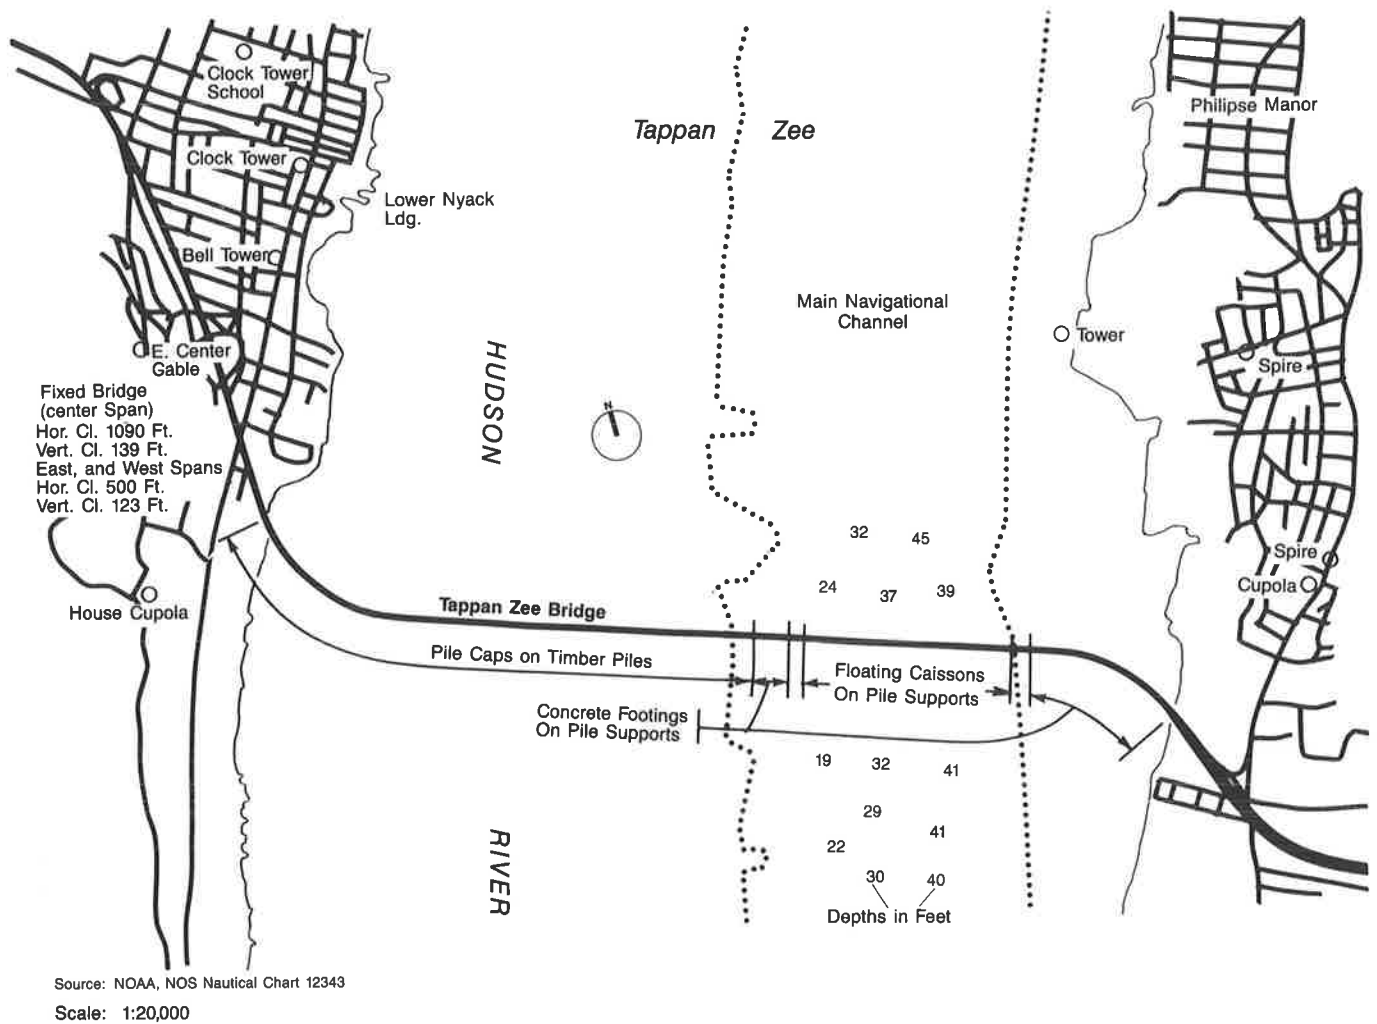 Clock Tower
School
Tappan Zee
Philipse Manor
Clock Tower
Lower Nyack
Ldg.
Bell Tower
Main Navigational
Channel
Tower
E. Center
Gable
Spire
HUDSON
N
Fixed Bridge
(center Span)
Hor. Cl. 1090 Ft.
Vert. Cl. 139 Ft.
East, and West Spans
Hor. Cl. 500 Ft.
Vert. Cl. 123 Ft.
32 45
Spire
24 37 39
Cupola
House Cupola
Tappan Zee Bridge
Pile Caps on Timber Piles
Floating Caissons
On Pile Supports
Concrete Footings
On Pile Supports
19 32 41
29
41
22
RIVER
30 40
Depths in Feet
Source: NOAA, NOS Nautical Chart 12343
Scale: 1:20,000